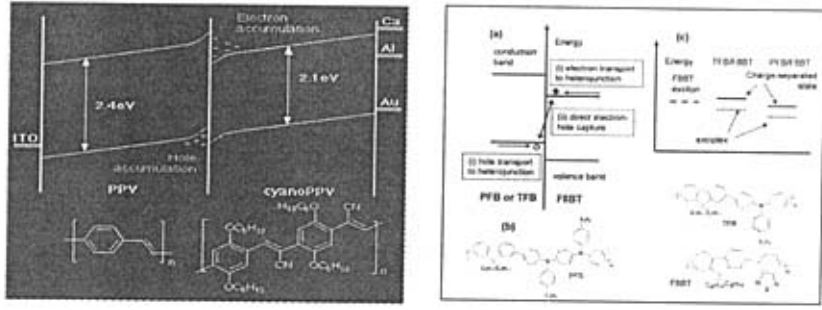 Electron
accumulation
Ca
Al
Au
2.4eV
2.1eV
ITO
Hole
accumulation
PPV
cyanoPPV
CN
CN
n
n
(a)
Energy
conduction
band
(i) electron transport
to heterojunction
(ii) direct electron-
hole capture
(i) hole transport
to heterojunction
valence band
PFB or TFB
F8BT
(b)
PFB
(c)
Energy
TFB/F8BT
PFB/F8BT
F8BT
exciton
Charge-separated
state
exciplex
TFB
F8BT